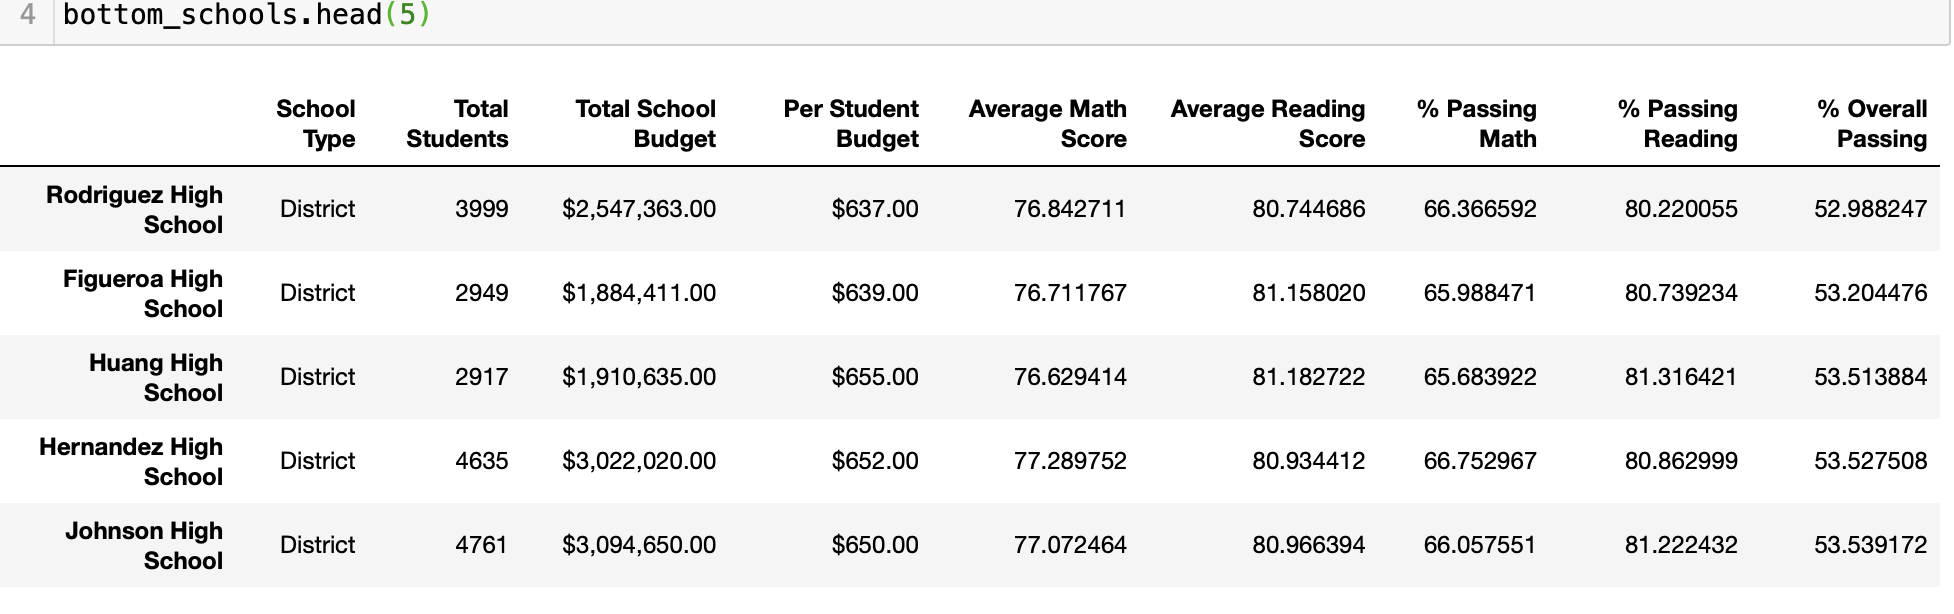 4 bottom_schools.head(5)
School Total Total School Per Student Average Math Average Reading % Passing % Passing % Overall
Type Students Budget Budget Score Score Math Reading Passing
Rodriguez High
School District 3999 $2,547,363.00 $637.00 76.842711 80.744686 66.366592 80.220055 52.988247
Figueroa High
School District 2949 $1,884,411.00 $639.00 76.711767 81.158020 65.988471 80.739234 53.204476
Huang High
School District 2917 $1,910,635.00 $655.00 76.629414 81.182722 65.683922 81.316421 53.513884
Hernandez High
School District 4635 $3,022,020.00 $652.00 77.289752 80.934412 66.752967 80.862999 53.527508
Johnson High
School District 4761 $3,094,650.00 $650.00 77.072464 80.966394 66.057551 81.222432 53.539172